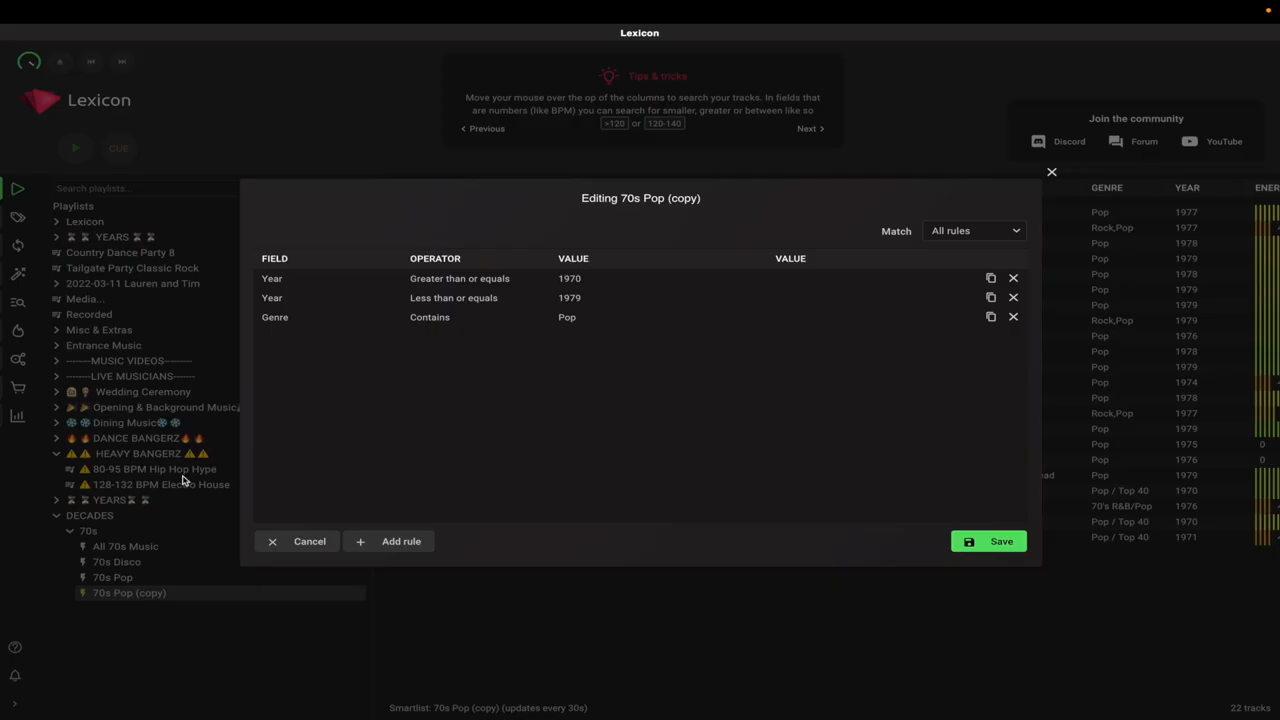 Lexicon
Tips & tricks
Move your mouse over the op of the columns to search your tracks. In fields that
are numbers (like BPM) you can search for smaller, greater or between like so
>120 or 120-140
Previous
Next
Lexicon
CUE
Join the community
Discord
Forum
YouTube
Search playlists...
Playlists
Lexicon
YEARS
Country Dance Party 8
Tailgate Party Classic Rock
2022-03-11 Lauren and Tim
Media...
Recorded
Misc & Extras
Entrance Music
-------MUSIC VIDEOS-------
-------LIVE MUSICIANS------
Wedding Ceremony
Opening & Background Music
Dining Music
DANCE BANGERZ
HEAVY BANGERZ
80-95 BPM Hip Hop Hype
128-132 BPM Electro House
YEARS
DECADES
70s
All 70s Music
70s Disco
70s Pop
70s Pop (copy)
Editing 70s Pop (copy)
Match All rules
FIELD OPERATOR VALUE VALUE
Year Greater than or equals 1970
Year Less than or equals 1979
Genre Contains Pop
Cancel
Add rule
Save
GENRE YEAR ENER
Pop 1977
Rock,Pop 1977
Pop 1978
Pop 1979
Pop 1970
Pop 1979
Pop 1979
Rock,Pop 1979
Pop 1976
Pop 1978
Pop 1979
Pop 1974
Pop 1978
Rock,Pop 1977
Pop 1979
Pop 1975 0
Pop 1976 0
ead Pop 1979
Pop / Top 40 1970
70's R&B/Pop 1976
Pop / Top 40 1970
Pop / Top 40 1971
Smartlist: 70s Pop (copy) (updates every 30s)
22 tracks